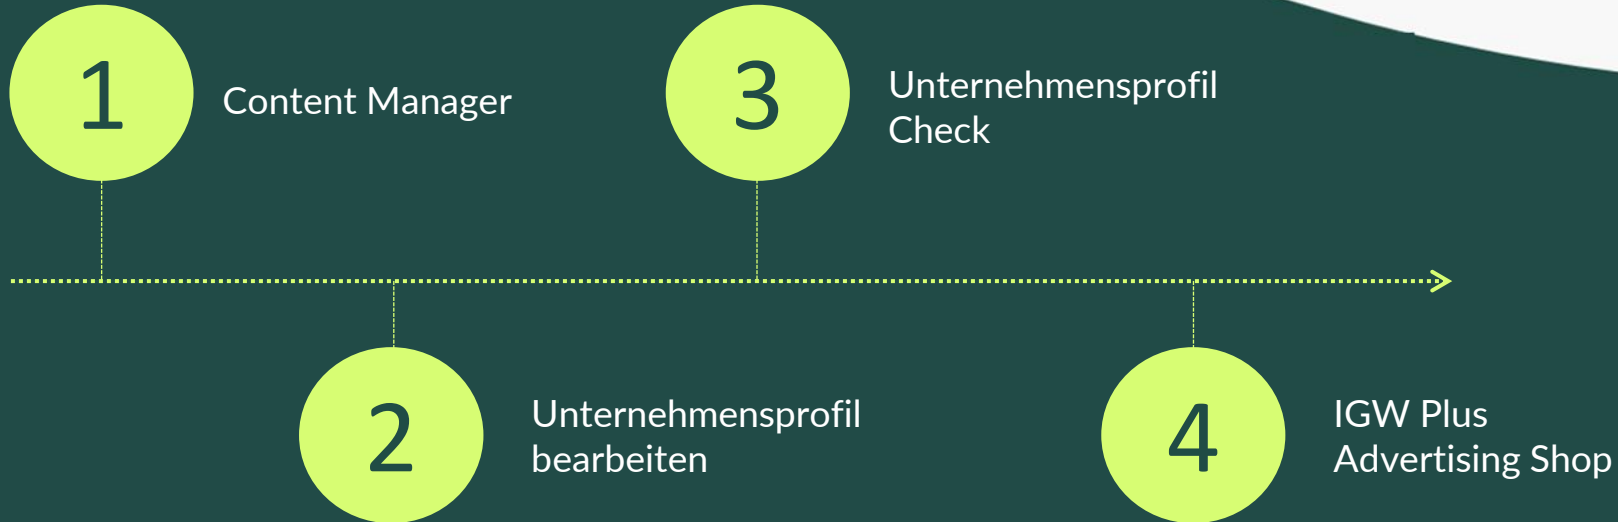 1
Content Manager
2
Unternehmensprofil
bearbeiten
3
Unternehmensprofil
Check
4
IGW Plus
Advertising Shop